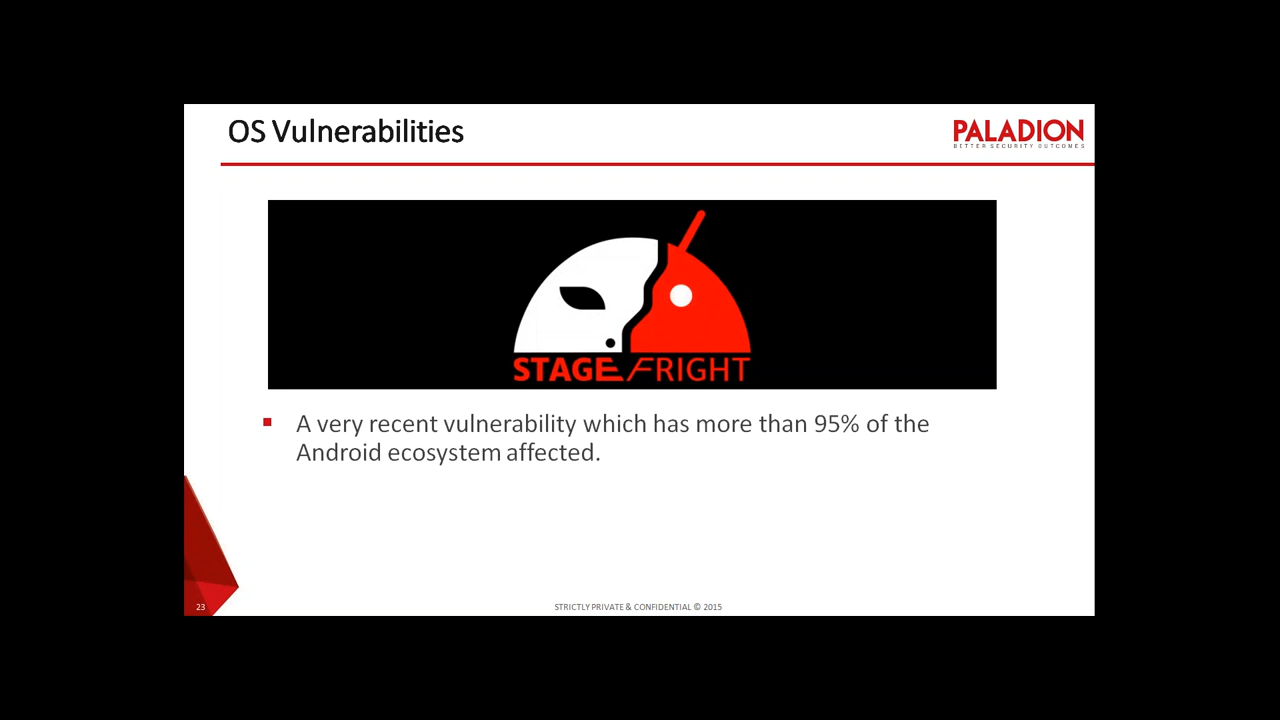 OS Vulnerabilities
PALADION
BETTER SECURITY OUTCOMES
STAGEFRIGHT
A very recent vulnerability which has more than 95% of the
Android ecosystem affected.
23
STRICTLY PRIVATE & CONFIDENTIAL © 2015